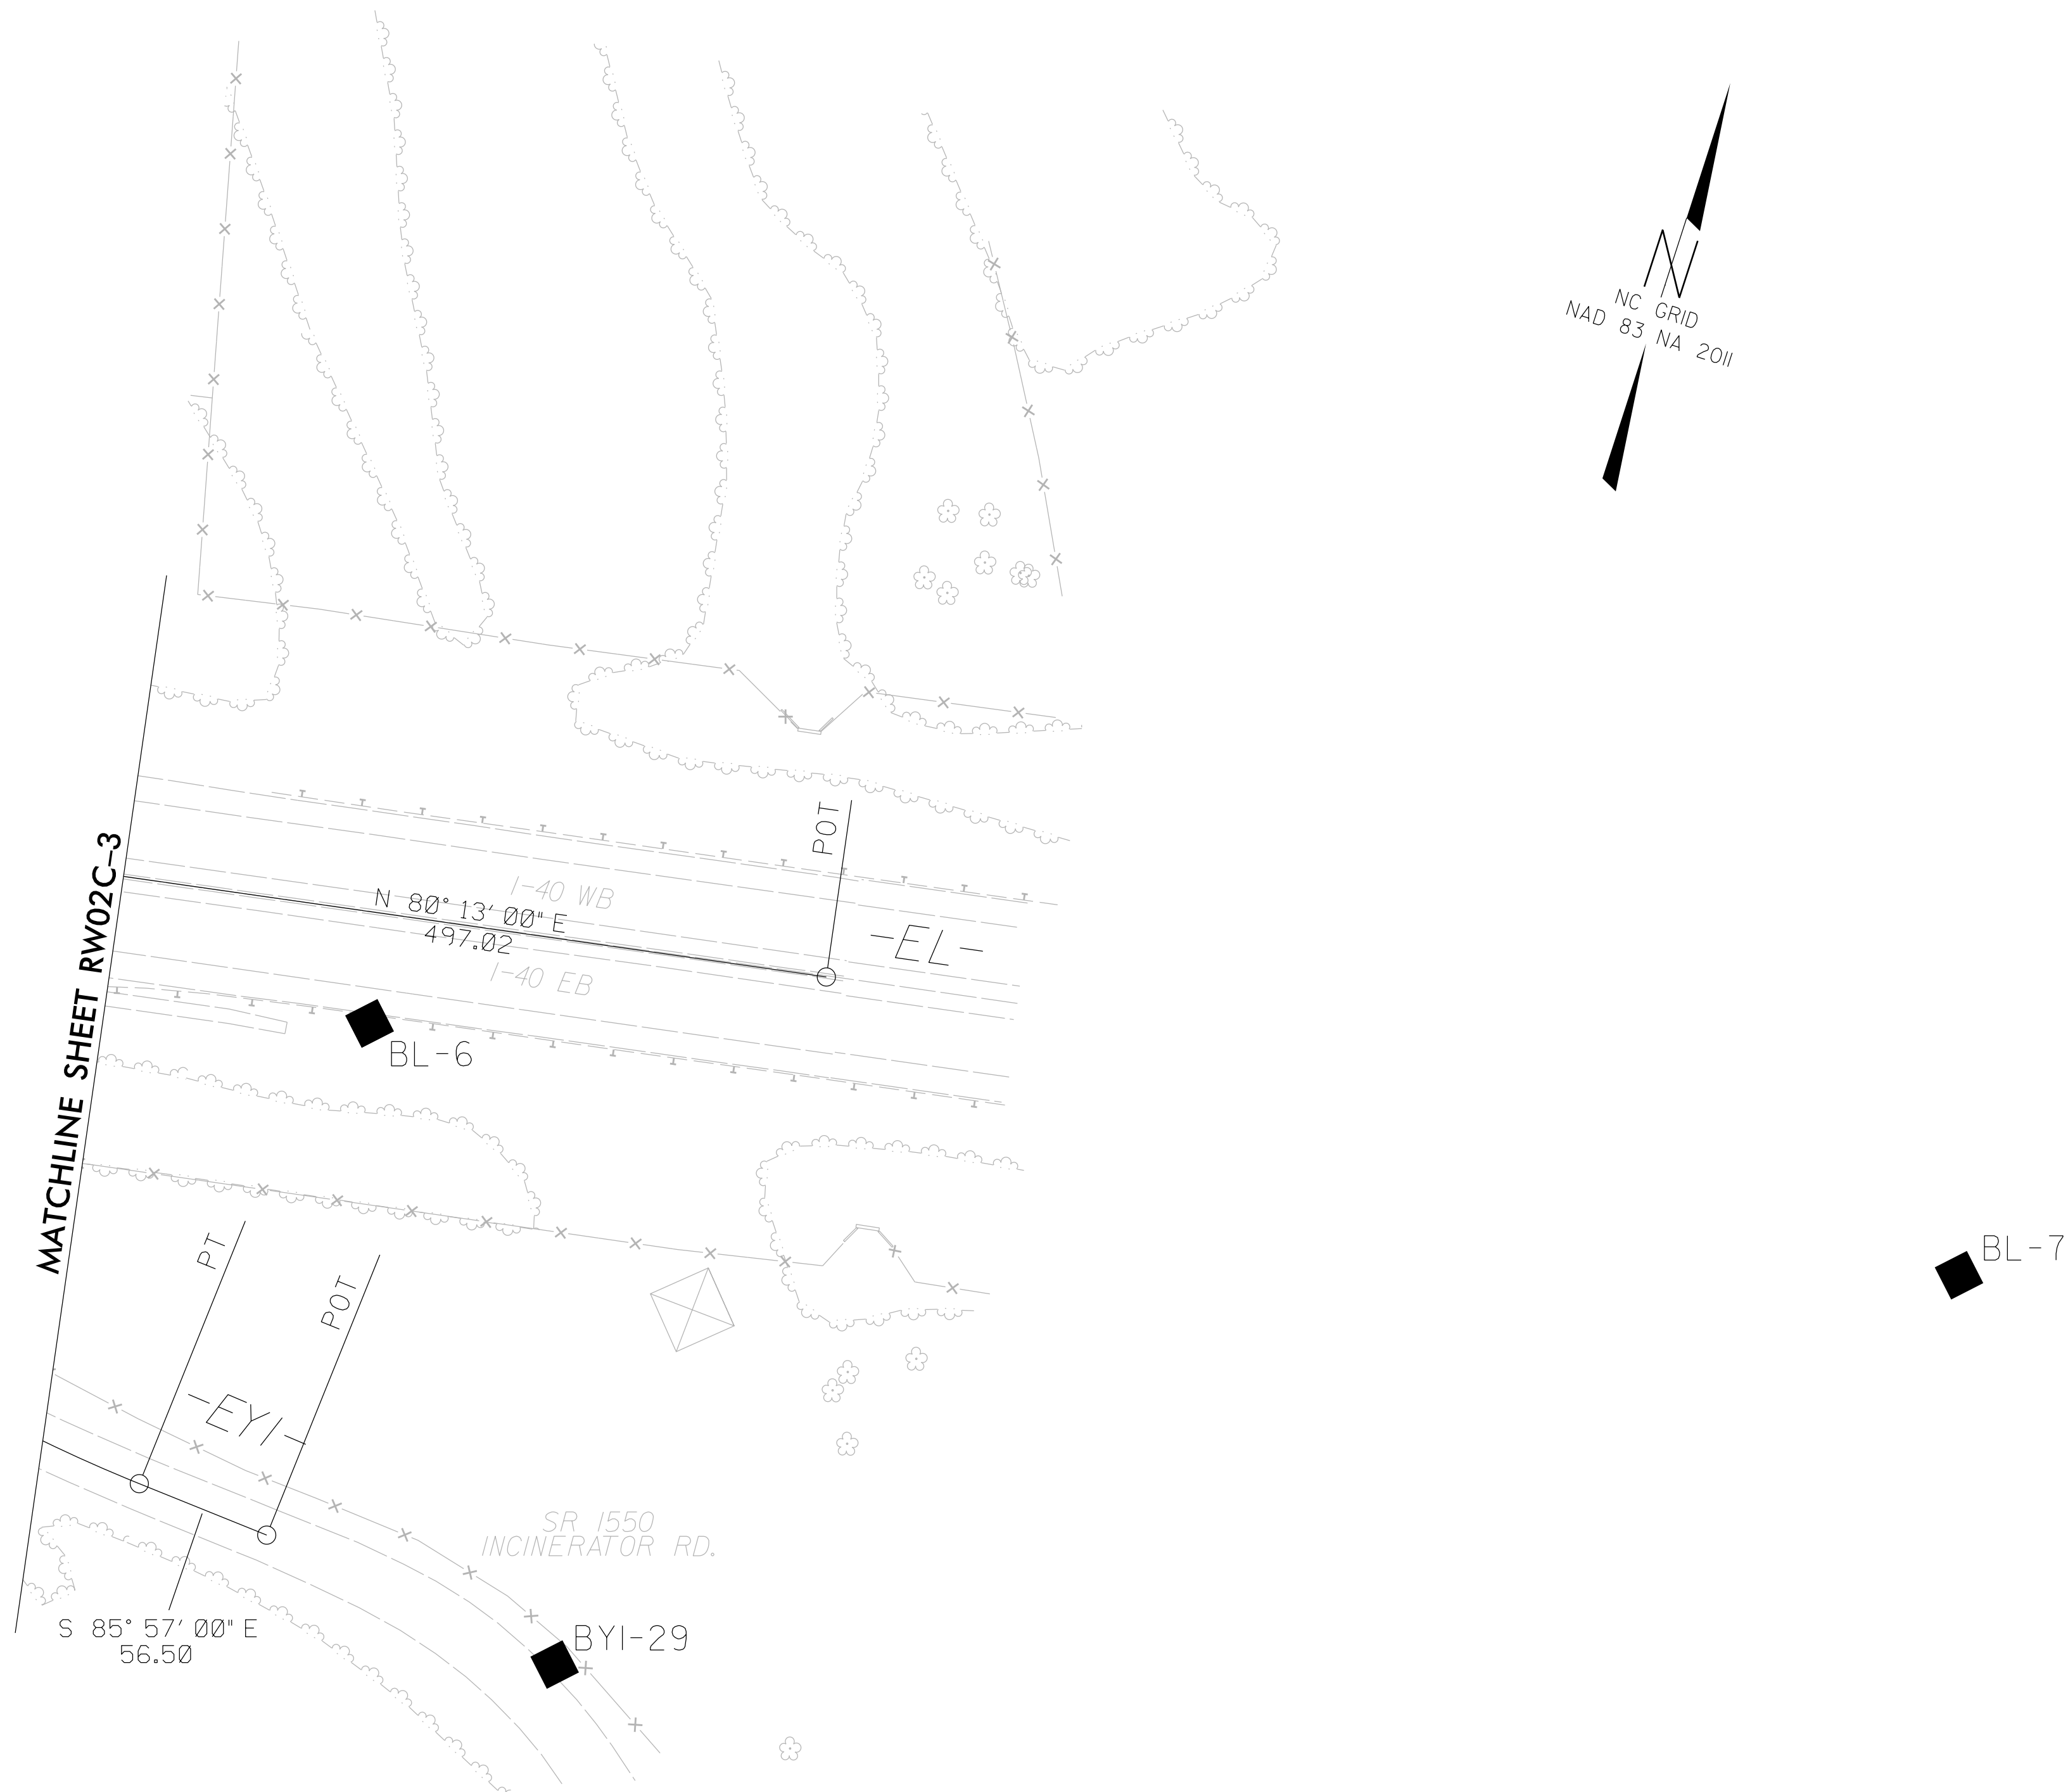 NC GRID
NAD 83 NA 2011
MATCHLINE SHEET RW02C-3
POT
I-40 WB
N 80°13'00"E
497.02
-EL-
I-40 EB
BL-6
BL-7
PT
POT
-EY1-
SR 1550
INCINERATOR RD.
S 85°57'00"E
56.50
BY1-29